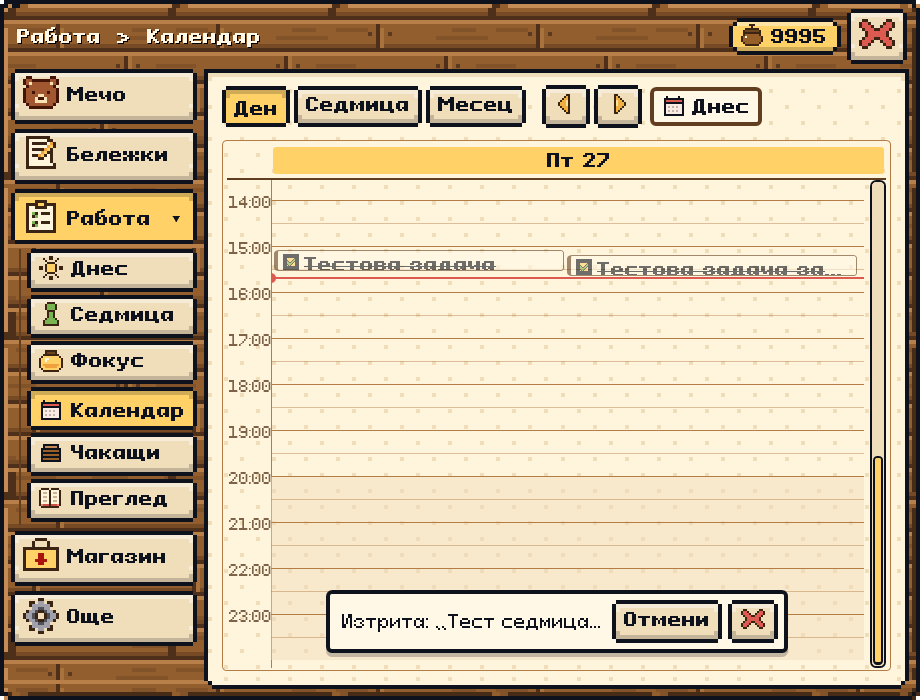 Работа > Календар
9995
Мечо
Бележки
Работа
Днес
Седмица
Фокус
Календар
Чакащи
Преглед
Магазин
Още
Ден
Седмица
Месец
Днес
Пт 27
14:00
15:00
Тестова задача
Тестова задача за...
16:00
17:00
18:00
19:00
20:00
21:00
22:00
23:00
Изтрита: „Тест седмица...
Отмени